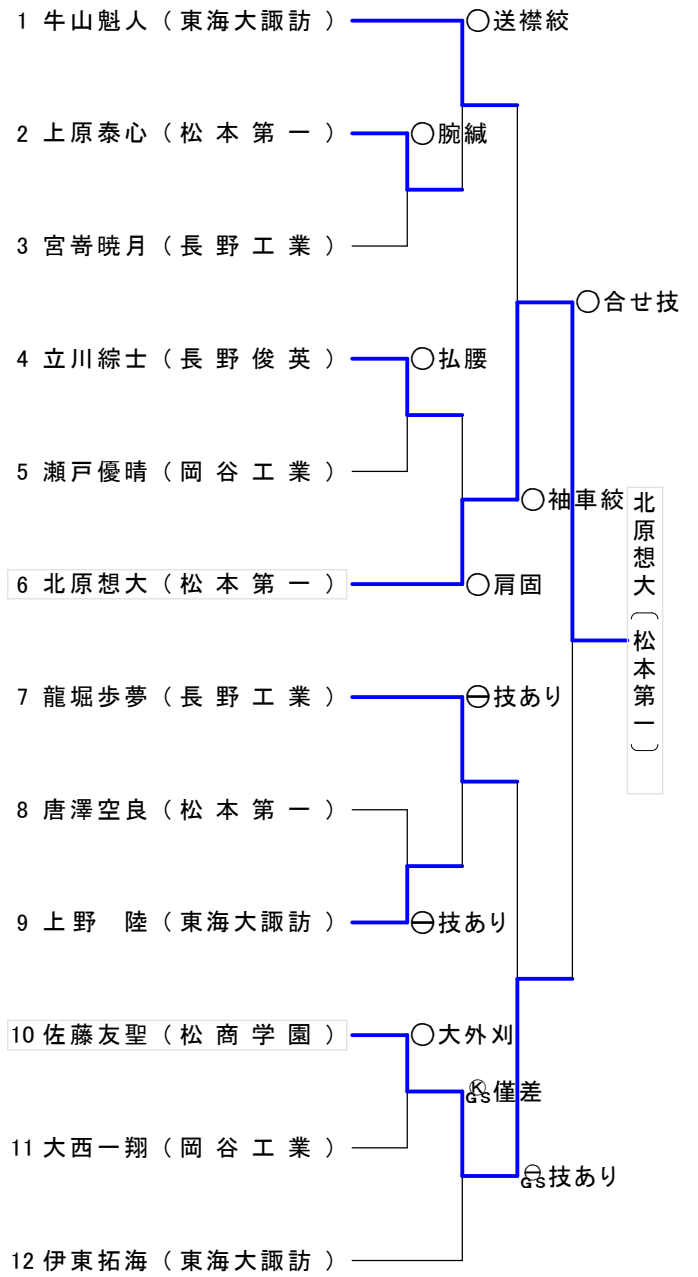 1 牛山魁人（東海大諏訪） ○送襟絞
2 上原泰心（松本第一） ○腕緘
3 宮嵜暁月（長野工業）
○合せ技
4 立川綜士（長野俊英） ○払腰
5 瀬戸優晴（岡谷工業）
○袖車絞
6 北原想大（松本第一） ○肩固
北原想大（松本第一）
7 龍堀歩夢（長野工業） ⊖技あり
8 唐澤空良（松本第一）
9 上野　陸（東海大諏訪） ⊖技あり
10 佐藤友聖（松商学園） ○大外刈
Ⓚ GS 僅差
11 大西一翔（岡谷工業）
⊖ GS 技あり
12 伊東拓海（東海大諏訪）